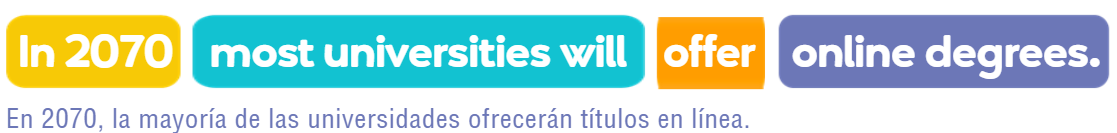 In 2070 most universities will offer online degrees.
En 2070, la mayoría de las universidades ofrecerán títulos en línea.